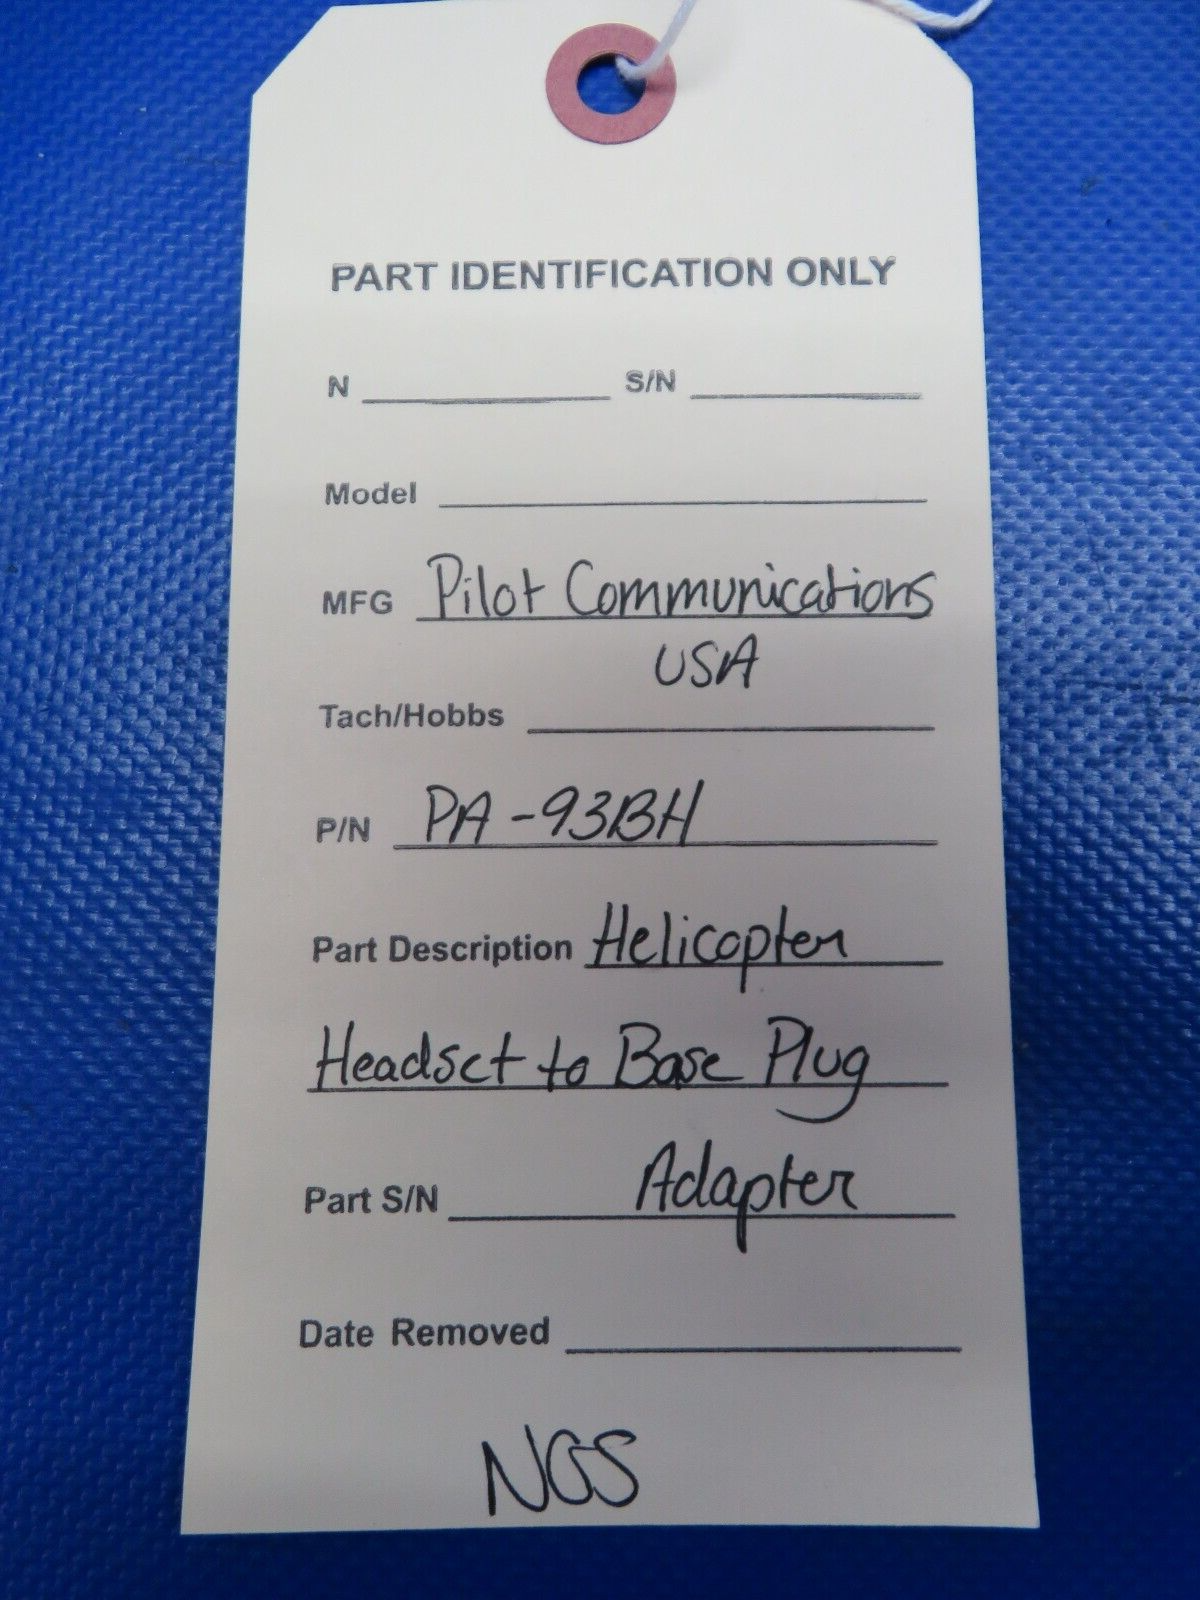 PART IDENTIFICATION ONLY
N S/N
Model
MFG Pilot Communications
USA
Tach/Hobbs
P/N PA-93BH
Part Description Helicopter
Headset to Base Plug
Part S/N Adapter
Date Removed
NGS